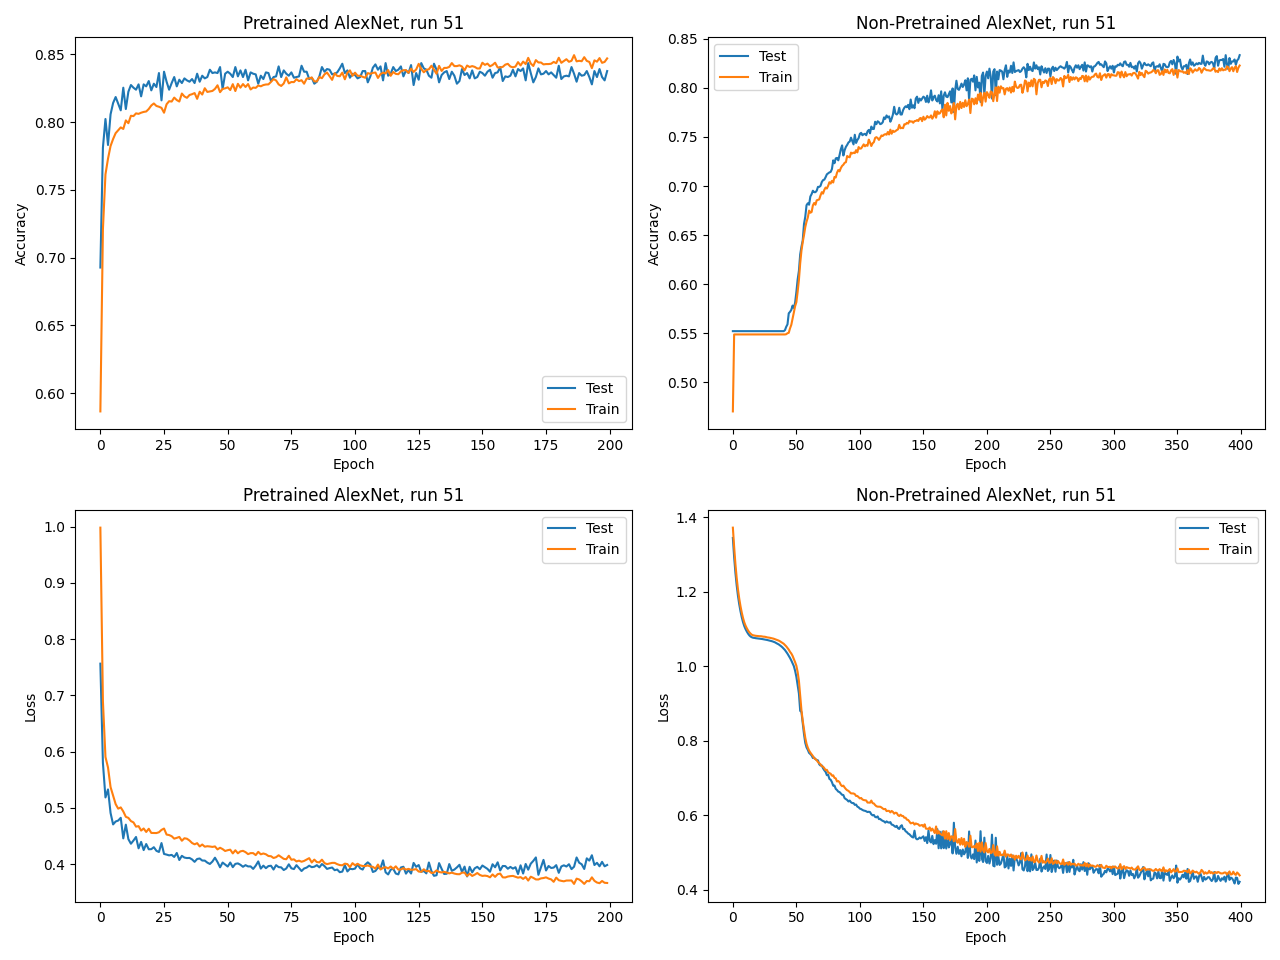 Pretrained AlexNet, run 51
0.85
0.80
0.75
0.70
0.65
0.60
Accuracy
Test
Train
0 25 50 75 100 125 150 175 200
Epoch
Non-Pretrained AlexNet, run 51
0.85
0.80
0.75
0.70
0.65
0.60
0.55
0.50
Accuracy
Test
Train
0 50 100 150 200 250 300 350 400
Epoch
Pretrained AlexNet, run 51
1.0
0.9
0.8
0.7
0.6
0.5
0.4
Loss
Test
Train
0 25 50 75 100 125 150 175 200
Epoch
Non-Pretrained AlexNet, run 51
1.4
1.2
1.0
0.8
0.6
0.4
Loss
Test
Train
0 50 100 150 200 250 300 350 400
Epoch